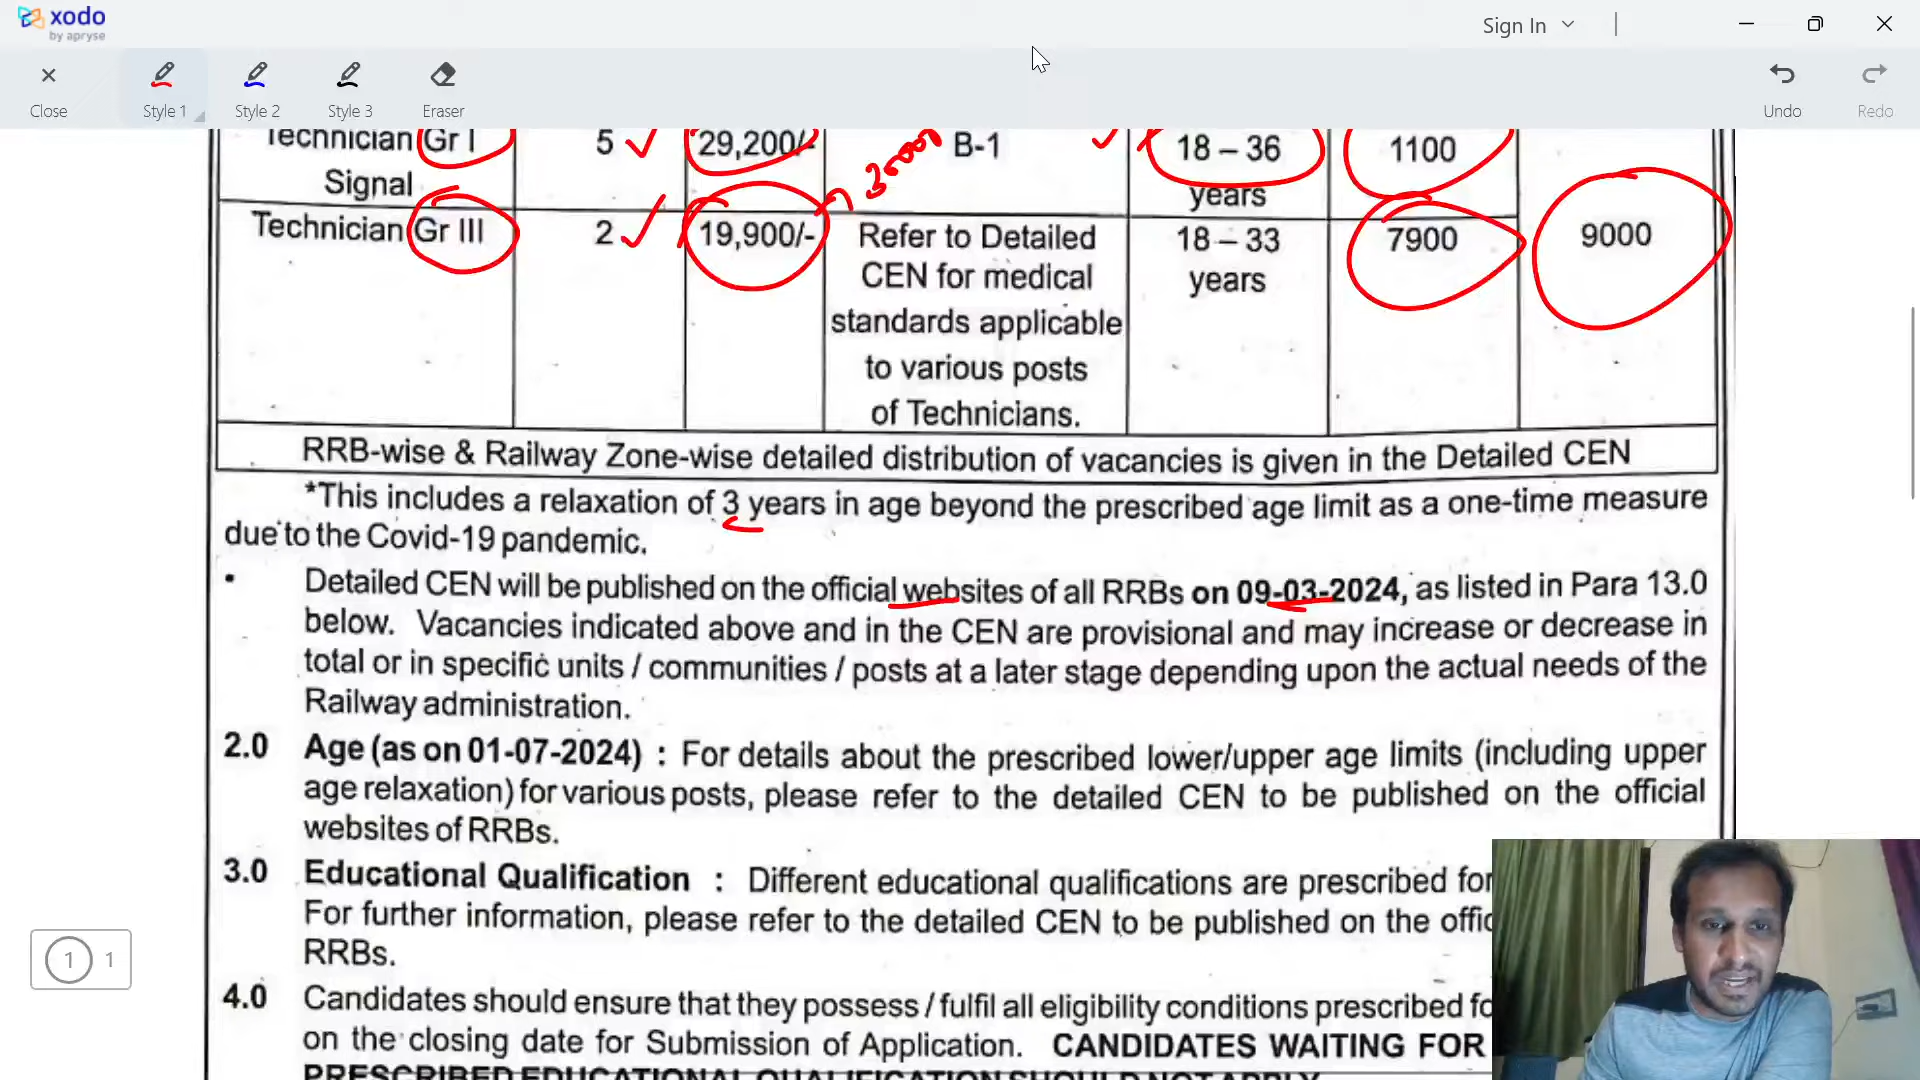 xodo
by apryse
Sign In
Close
Style 1
Style 2
Style 3
Eraser
Undo
Redo
Technician Gr I
Signal
5
29,200/-
30000
B-1
18 – 36
years
1100
Technician Gr III
2
19,900/-
Refer to Detailed
CEN for medical
standards applicable
to various posts
of Technicians.
18 – 33
years
7900
9000
RRB-wise & Railway Zone-wise detailed distribution of vacancies is given in the Detailed CEN
*This includes a relaxation of 3 years in age beyond the prescribed age limit as a one-time measure
due to the Covid-19 pandemic.
• Detailed CEN will be published on the official websites of all RRBs on 09-03-2024, as listed in Para 13.0
below. Vacancies indicated above and in the CEN are provisional and may increase or decrease in
total or in specific units / communities / posts at a later stage depending upon the actual needs of the
Railway administration.
2.0 Age (as on 01-07-2024) : For details about the prescribed lower/upper age limits (including upper
age relaxation) for various posts, please refer to the detailed CEN to be published on the official
websites of RRBs.
3.0 Educational Qualification : Different educational qualifications are prescribed for
For further information, please refer to the detailed CEN to be published on the offic
RRBs.
4.0 Candidates should ensure that they possess / fulfil all eligibility conditions prescribed fo
on the closing date for Submission of Application. CANDIDATES WAITING FOR
PRESCRIBED EDUCATIONAL QUALIFICATION SHOULD NOT APPLY
1 1